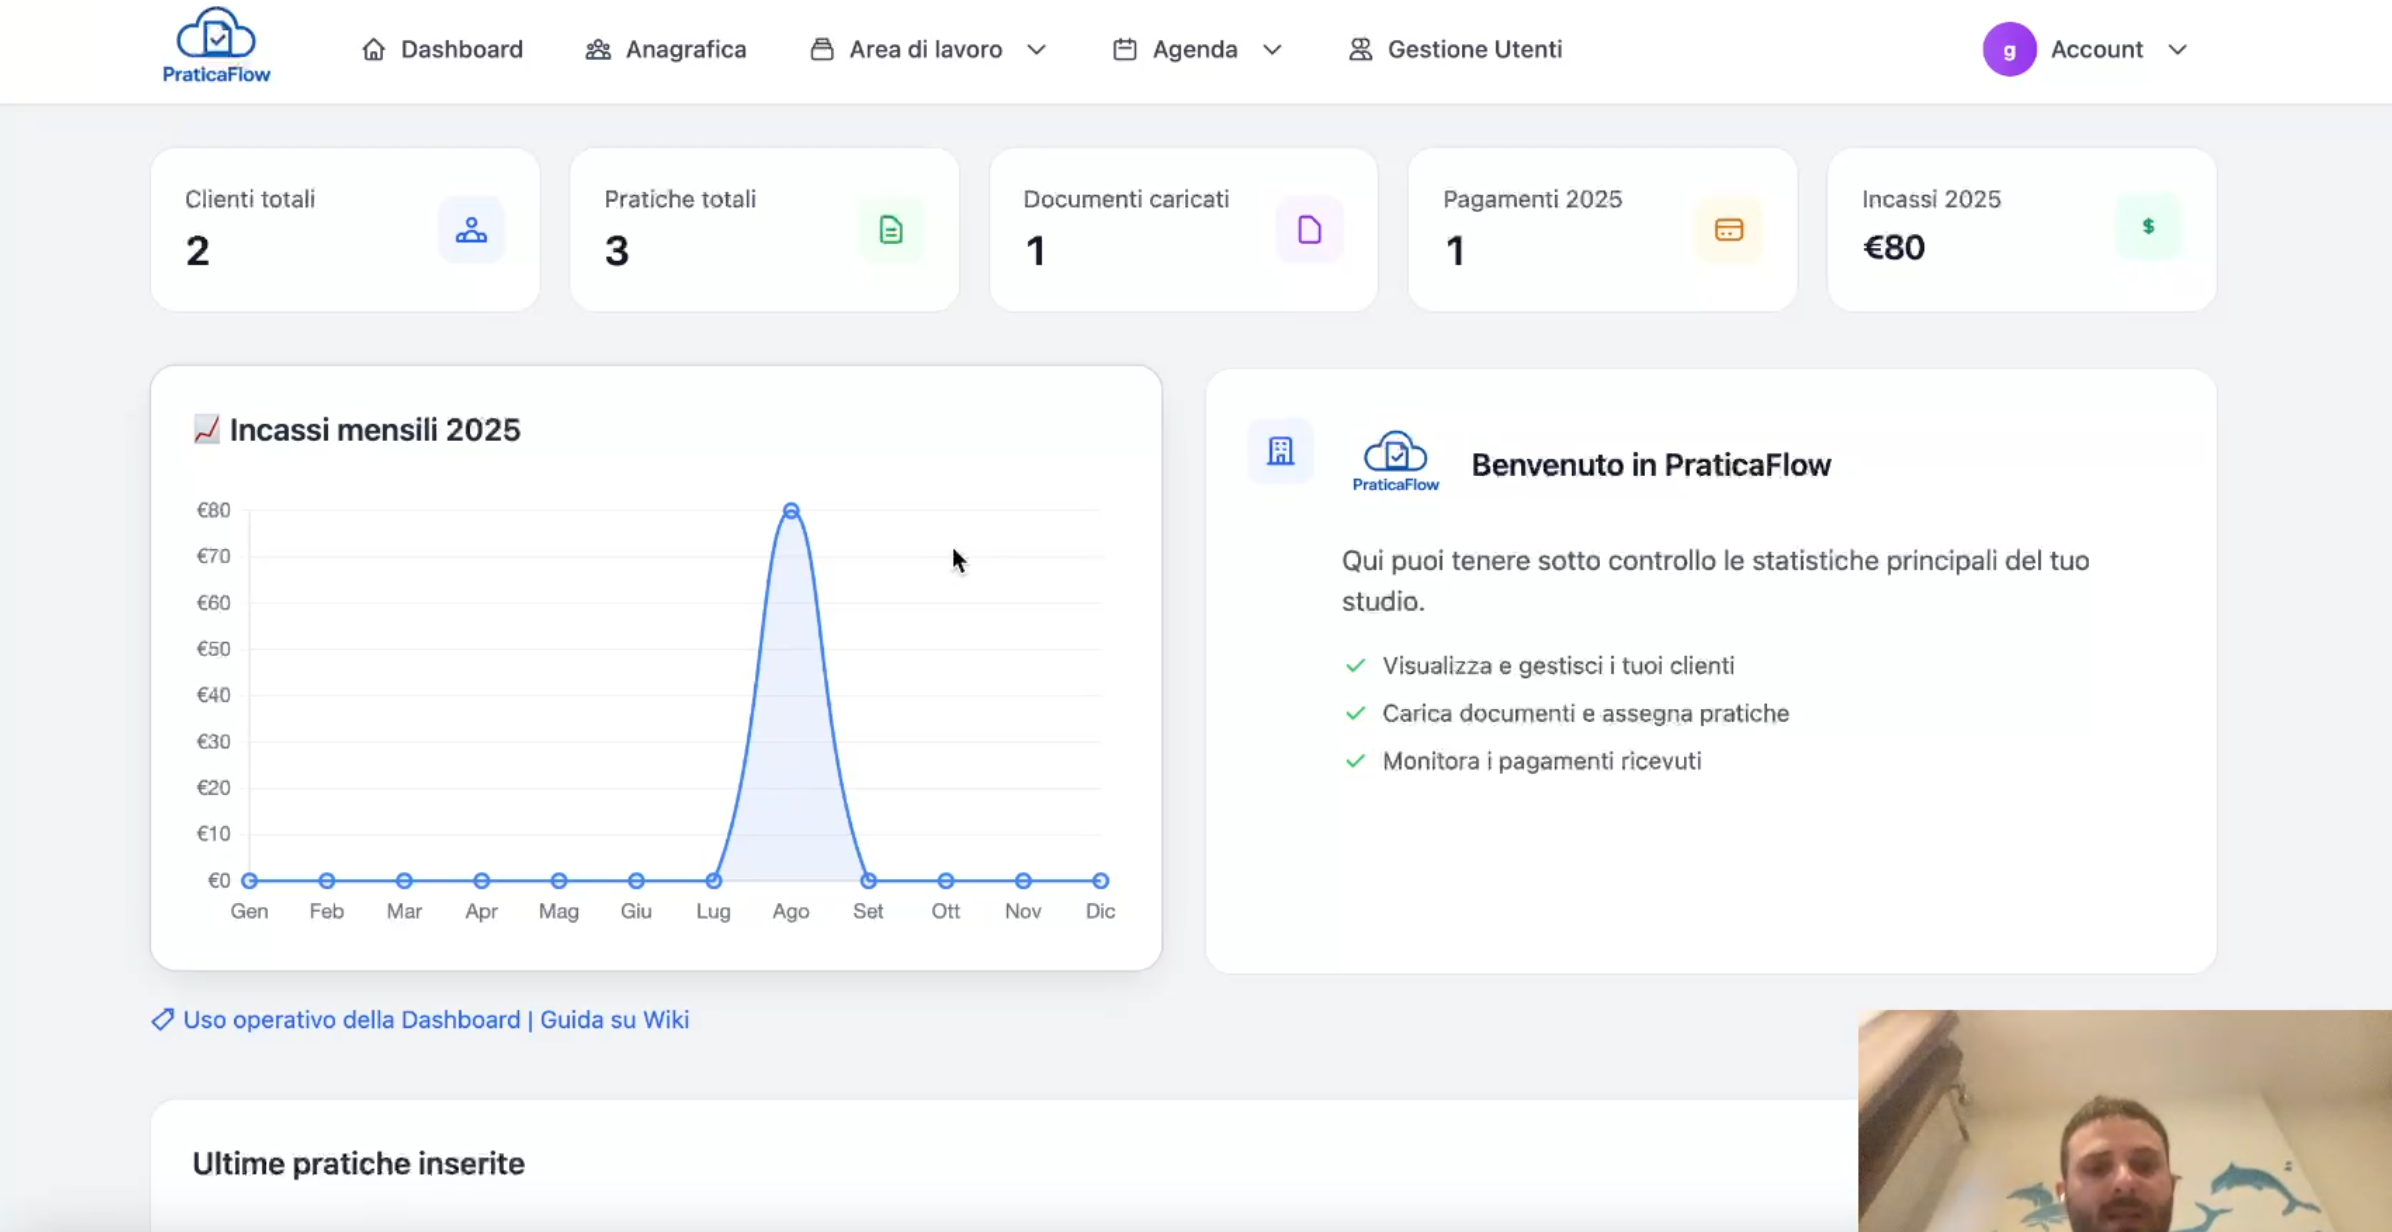 PraticaFlow
Dashboard
Anagrafica
Area di lavoro
Agenda
Gestione Utenti
g
Account
Clienti totali
2
Pratiche totali
3
Documenti caricati
1
Pagamenti 2025
1
Incassi 2025
€80
$
Incassi mensili 2025
€80
€70
€60
€50
€40
€30
€20
€10
€0
Gen Feb Mar Apr Mag Giu Lug Ago Set Ott Nov Dic
PraticaFlow
Benvenuto in PraticaFlow
Qui puoi tenere sotto controllo le statistiche principali del tuo
studio.
Visualizza e gestisci i tuoi clienti
Carica documenti e assegna pratiche
Monitora i pagamenti ricevuti
Uso operativo della Dashboard | Guida su Wiki
Ultime pratiche inserite